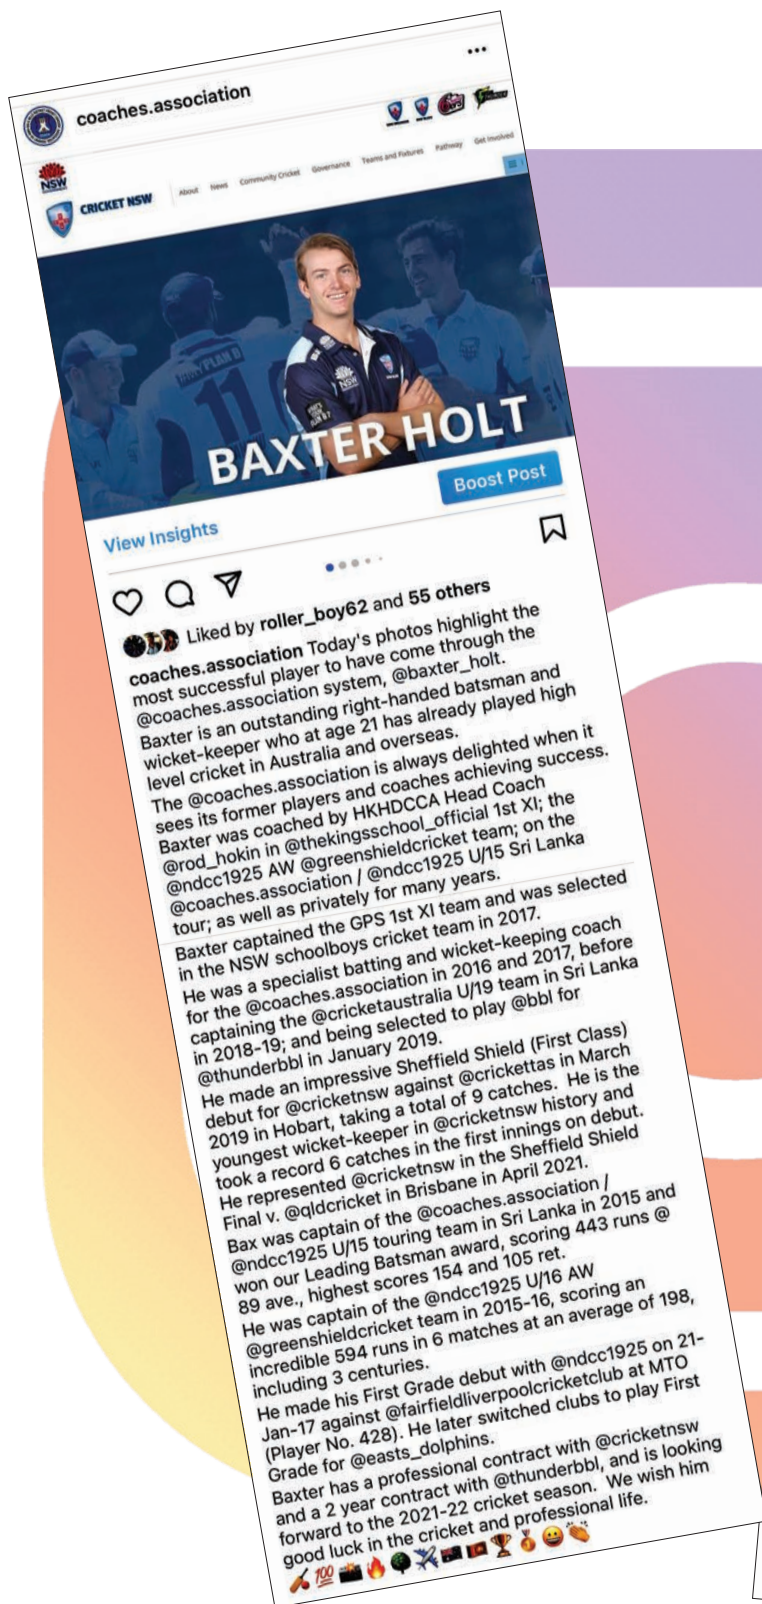 coaches.association
NSW
CRICKET NSW
About News Community Cricket Governance Teams and Fixtures Pathway Get Involved
PLAN B
11
NSW
BAXTER HOLT
View Insights
Boost Post
Liked by roller_boy62 and 55 others
coaches.association Today's photos highlight the
most successful player to have come through the
@coaches.association system, @baxter_holt.
Baxter is an outstanding right-handed batsman and
wicket-keeper who at age 21 has already played high
level cricket in Australia and overseas.
The @coaches.association is always delighted when it
sees its former players and coaches achieving success.
Baxter was coached by HKHDCCA Head Coach
@rod_hokin in @thekingsschool_official 1st XI; the
@ndcc1925 AW @greenshieldcricket team; on the
@coaches.association / @ndcc1925 U/15 Sri Lanka
tour; as well as privately for many years.
Baxter captained the GPS 1st XI team and was selected
in the NSW schoolboys cricket team in 2017.
He was a specialist batting and wicket-keeping coach
for the @coaches.association in 2016 and 2017, before
captaining the @cricketaustralia U/19 team in Sri Lanka
in 2018-19; and being selected to play @bbl for
@thunderbbl in January 2019.
He made an impressive Sheffield Shield (First Class)
debut for @cricketnsw against @crickettas in March
2019 in Hobart, taking a total of 9 catches. He is the
youngest wicket-keeper in @cricketnsw history and
took a record 6 catches in the first innings on debut.
He represented @cricketnsw in the Sheffield Shield
Final v. @qldcricket in Brisbane in April 2021.
Bax was captain of the @coaches.association /
@ndcc1925 U/15 touring team in Sri Lanka in 2015 and
won our Leading Batsman award, scoring 443 runs @
89 ave., highest scores 154 and 105 ret.
He was captain of the @ndcc1925 U/16 AW
@greenshieldcricket team in 2015-16, scoring an
incredible 594 runs in 6 matches at an average of 198,
including 3 centuries.
He made his First Grade debut with @ndcc1925 on 21-
Jan-17 against @fairfieldliverpoolcricketclub at MTO
(Player No. 428). He later switched clubs to play First
Grade for @easts_dolphins.
Baxter has a professional contract with @cricketnsw
and a 2 year contract with @thunderbbl, and is looking
forward to the 2021-22 cricket season. We wish him
good luck in the cricket and professional life.
🏏💯📸🔥🌳✈️🇦🇺🇱🇰🏆🥇😀👏